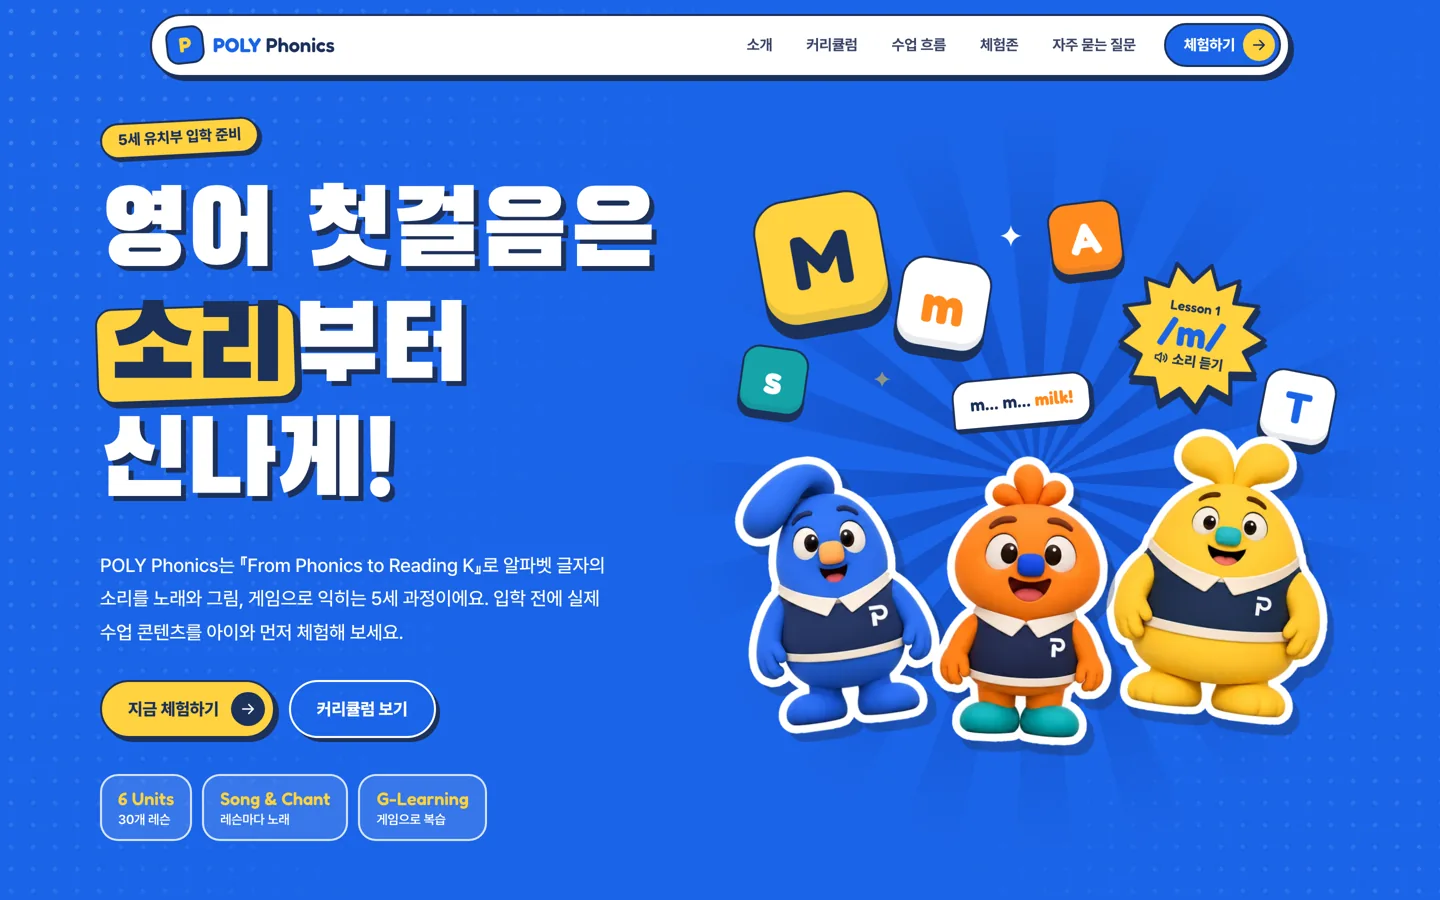 P POLY Phonics
소개 커리큘럼 수업 흐름 체험존 자주 묻는 질문 체험하기
5세 유치부 입학 준비
영어 첫걸음은
소리부터
신나게!
POLY Phonics는 『From Phonics to Reading K』로 알파벳 글자의
소리를 노래와 그림, 게임으로 익히는 5세 과정이에요. 입학 전에 실제
수업 콘텐츠를 아이와 먼저 체험해 보세요.
지금 체험하기 커리큘럼 보기
6 Units
30개 레슨
Song & Chant
레슨마다 노래
G-Learning
게임으로 복습
M
m
A
s
T
Lesson 1
/m/
소리 듣기
m... m... milk!
P
P
P